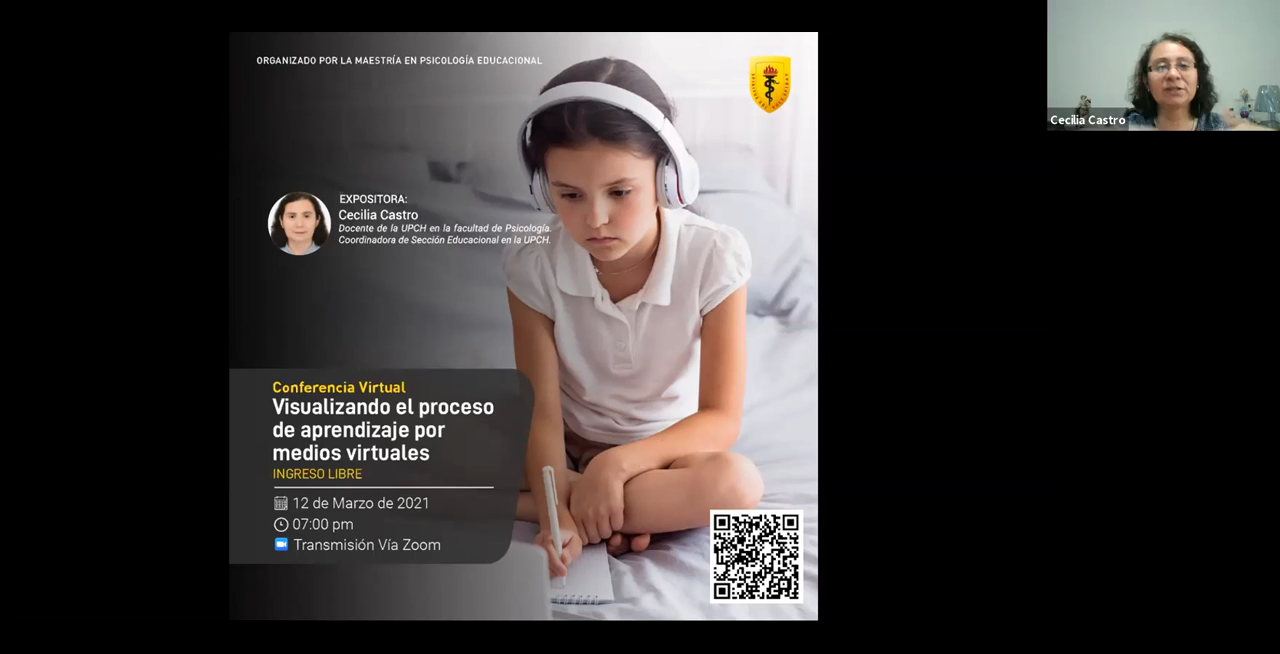 ORGANIZADO POR LA MAESTRÍA EN PSICOLOGÍA EDUCACIONAL
EXPOSITORA:
Cecilia Castro
Docente de la UPCH en la facultad de Psicología.
Coordinadora de Sección Educacional en la UPCH.
Conferencia Virtual
Visualizando el proceso
de aprendizaje por
medios virtuales
INGRESO LIBRE
12 de Marzo de 2021
07:00 pm
Transmisión Vía Zoom
Cecilia Castro